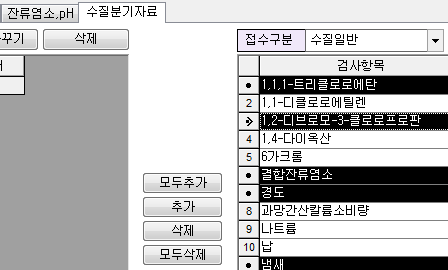 잔류염소,pH 수질분기자료
꾸기 삭제 접수구분 수질일반
검사항목
1,1,1-트리클로로에탄
2 1,1-디클로로에틸렌
1,2-디브로모-3-클로로프로판
4 1,4-다이옥산
5 6가크롬
결합잔류염소
모두추가 경도
추가 8 과망간산칼륨소비량
삭제 9 나트륨
모두삭제 10 납
냄새